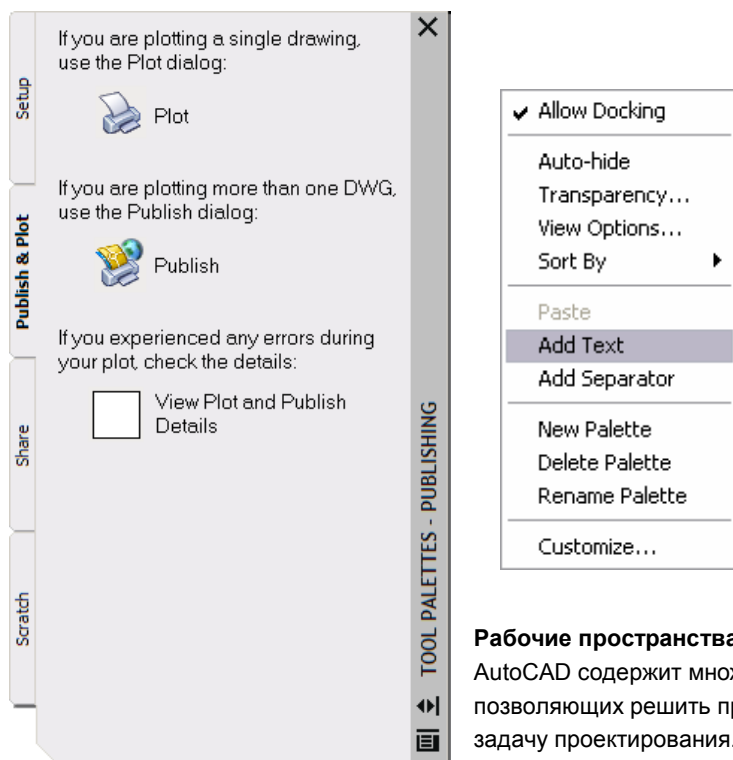 Setup
Publish & Plot
Share
Scratch
If you are plotting a single drawing,
use the Plot dialog:
Plot
If you are plotting more than one DWG,
use the Publish dialog:
Publish
If you experienced any errors during
your plot, check the details:
View Plot and Publish
Details
TOOL PALETTES - PUBLISHING
Allow Docking
Auto-hide
Transparency...
View Options...
Sort By
Paste
Add Text
Add Separator
New Palette
Delete Palette
Rename Palette
Customize...
Рабочие пространства
AutoCAD содержит мно
позволяющих решить п
задачу проектирования.